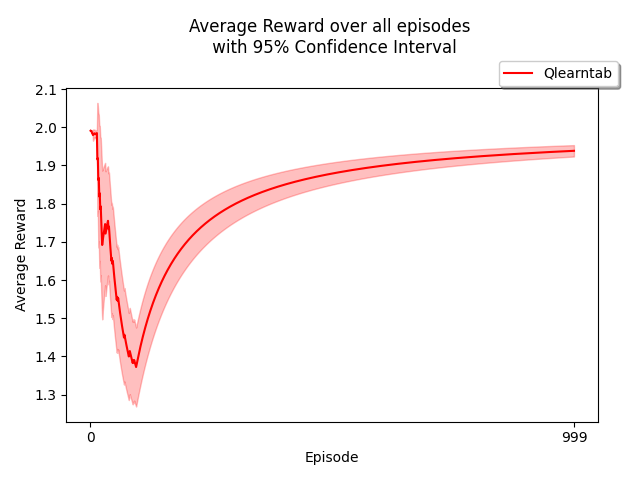 Average Reward over all episodes
with 95% Confidence Interval
Qlearntab
2.1
2.0
1.9
1.8
1.7
1.6
1.5
1.4
1.3
Average Reward
0
999
Episode